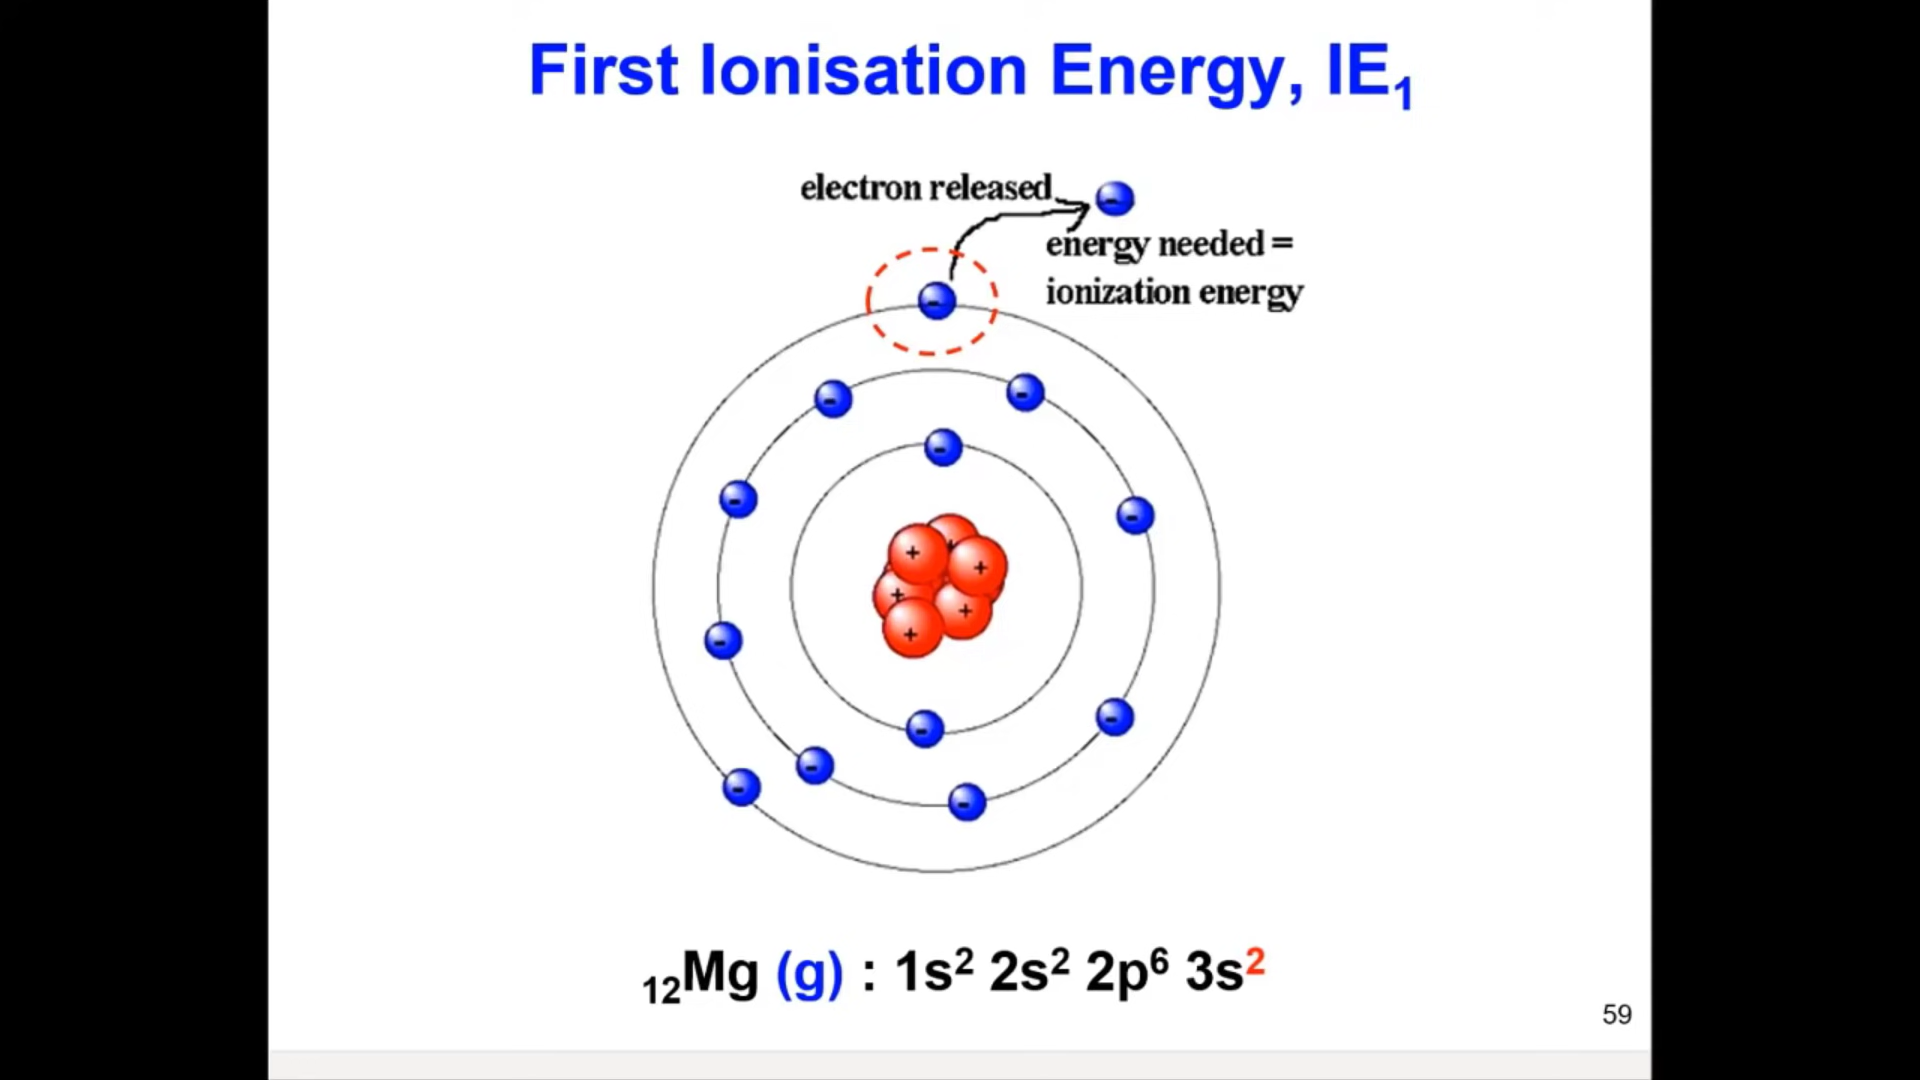 First Ionisation Energy, IE₁
electron released
energy needed =
ionization energy
₁₂Mg (g) : 1s² 2s² 2p⁶ 3s²
59